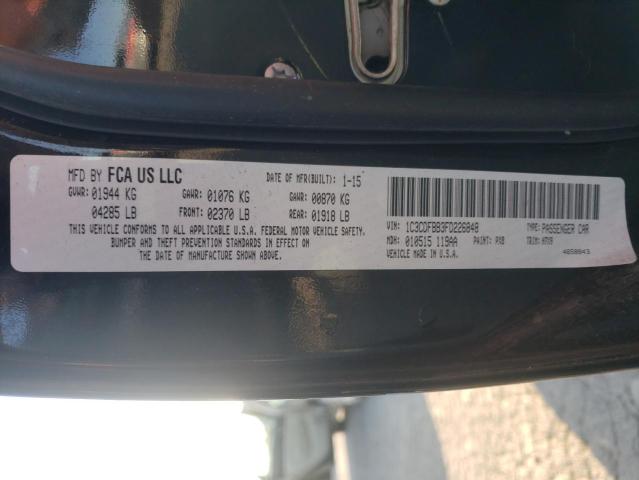 MFD BY FCA US LLC DATE OF MFR(BUILT): 1-15
GVWR: 01944 KG GAWR: 01076 KG GAWR: 00870 KG
04285 LB FRONT: 02370 LB REAR: 01918 LB
THIS VEHICLE CONFORMS TO ALL APPLICABLE U.S.A. FEDERAL MOTOR VEHICLE SAFETY,
BUMPER AND THEFT PREVENTION STANDARDS IN EFFECT ON
THE DATE OF MANUFACTURE SHOWN ABOVE.
VIN: 1C3CDFBB3FD226040 TYPE: PASSENGER CAR
MDH: 010515 119AA PAINT: PX8 TRIM:
VEHICLE MADE IN U.S.A.